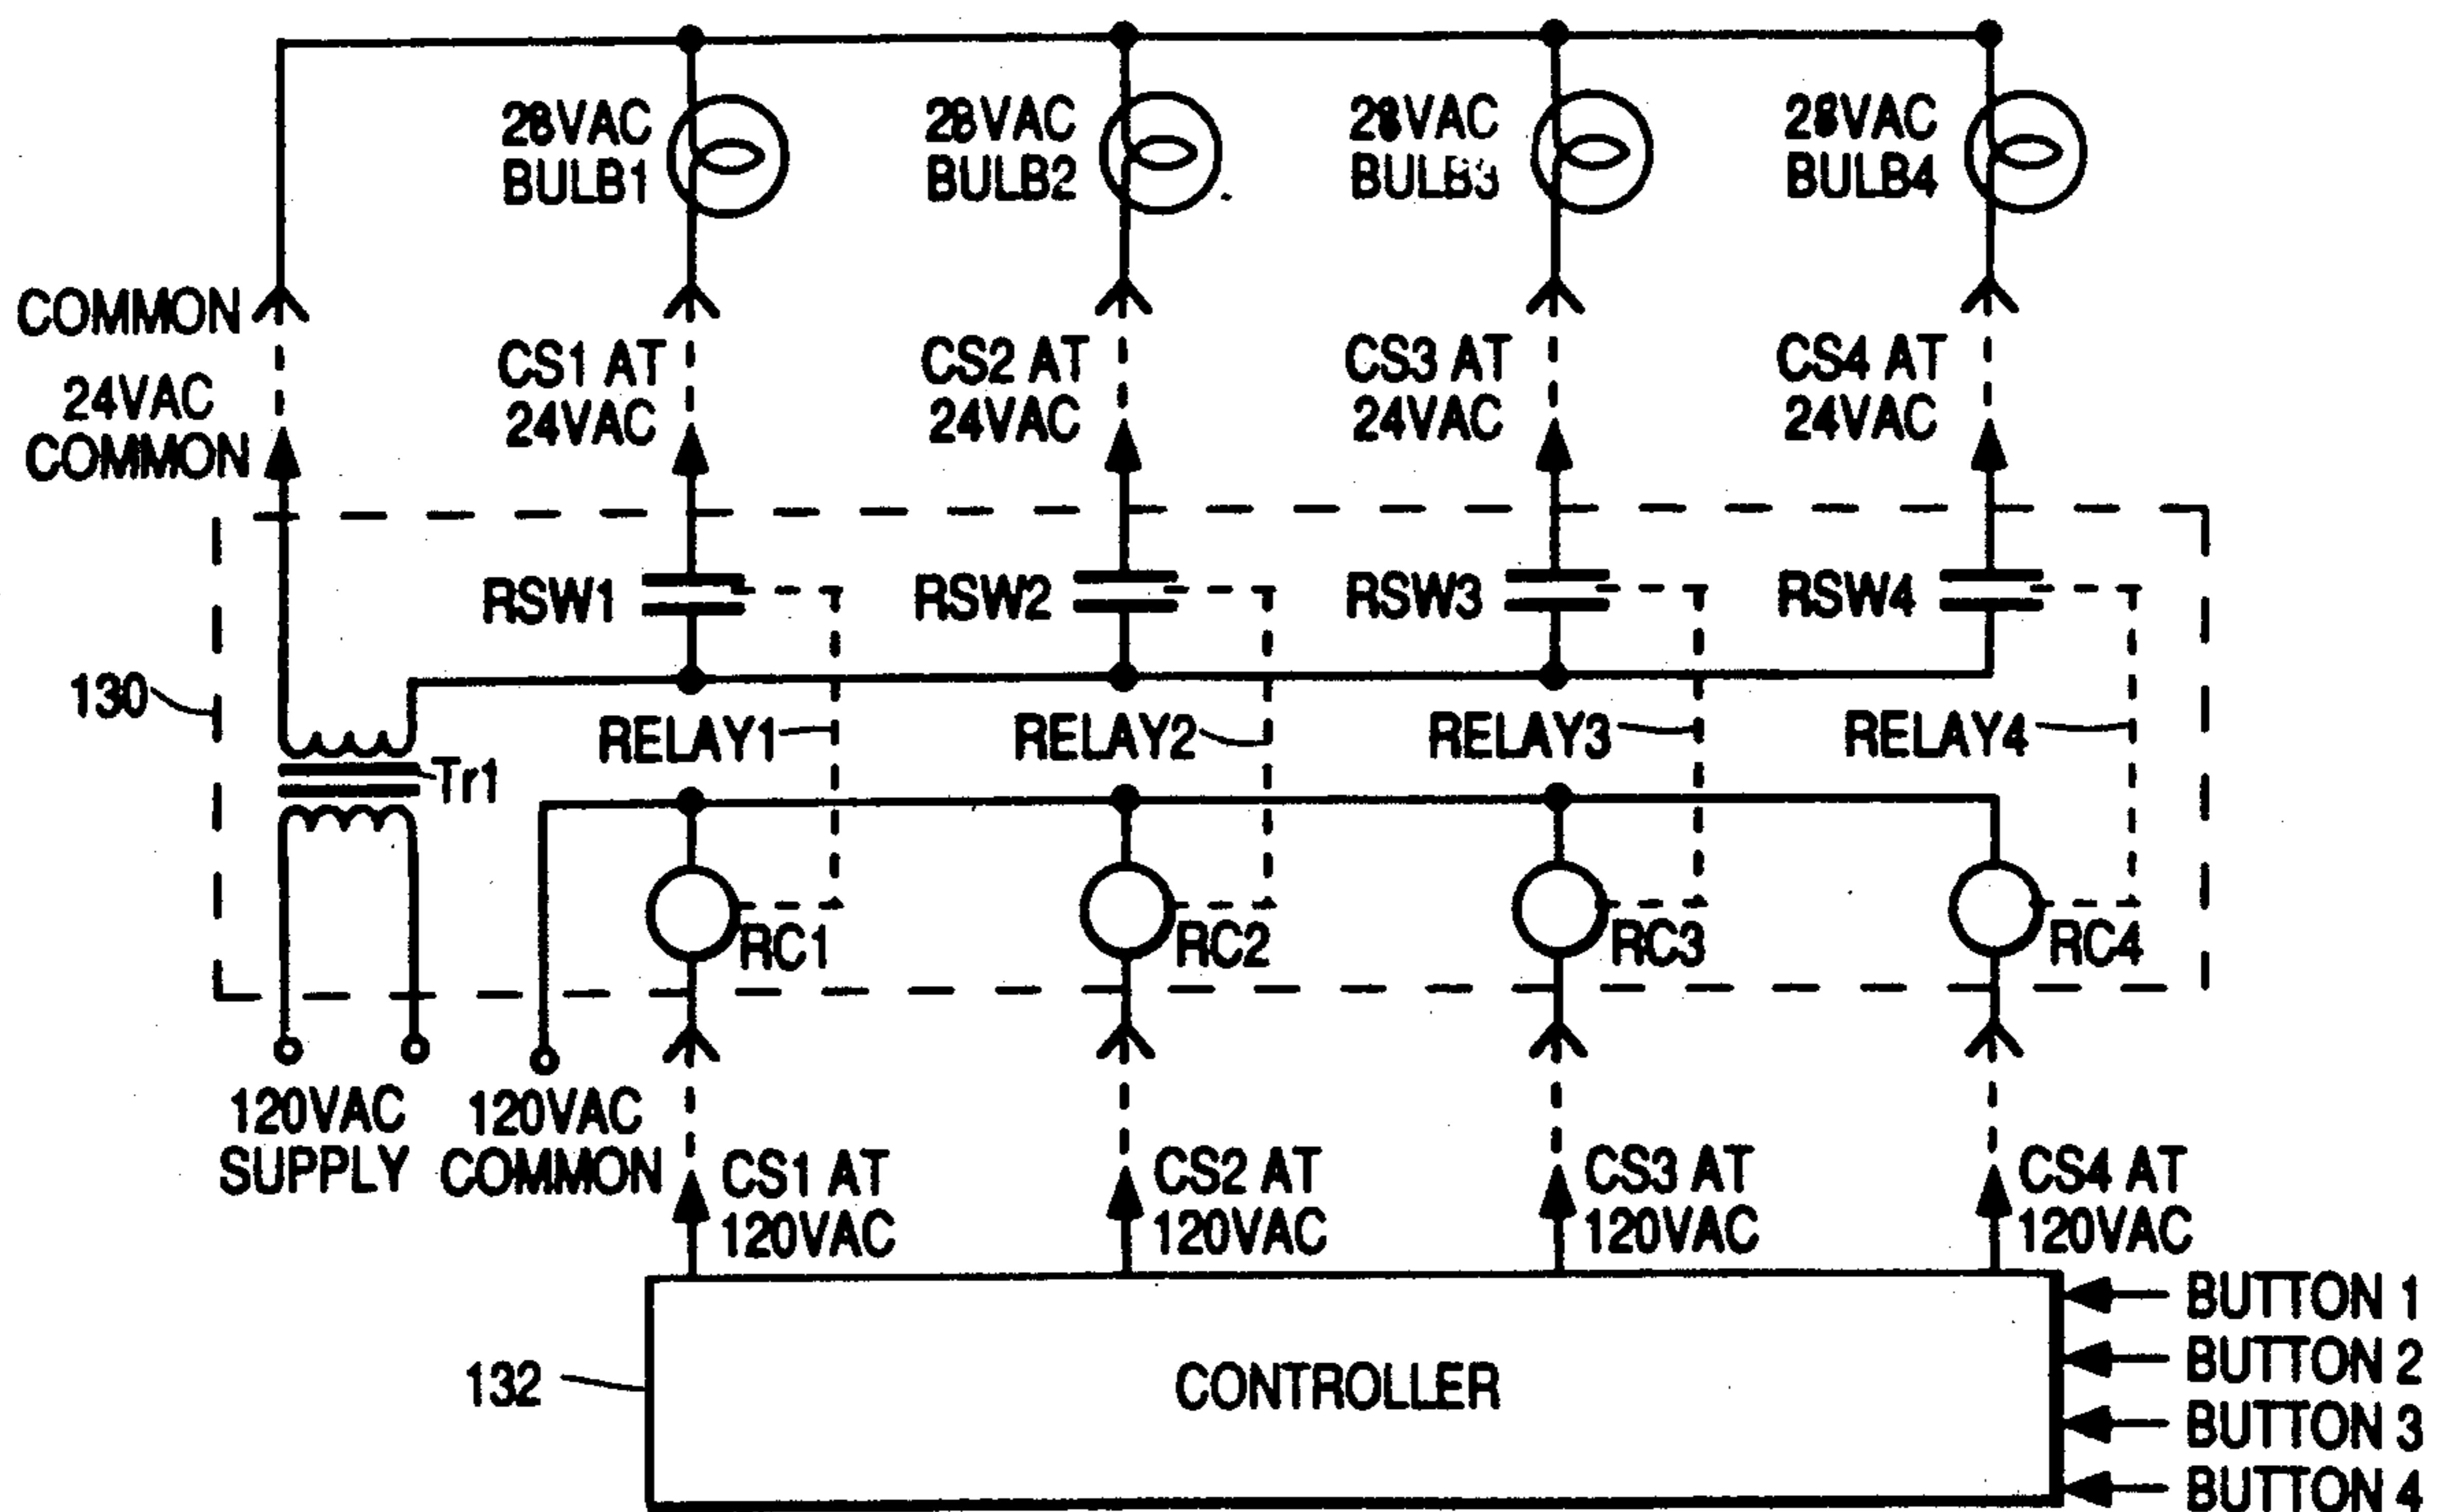 28VAC
BULB1
28VAC
BULB2
28VAC
BULB3
28VAC
BULB4
COMMON
24VAC
COMMON
CS1 AT
24VAC
CS2 AT
24VAC
CS3 AT
24VAC
CS4 AT
24VAC
RSW1
RSW2
RSW3
RSW4
130
RELAY1
RELAY2
RELAY3
RELAY4
Tr1
RC1
RC2
RC3
RC4
120VAC
SUPPLY
120VAC
COMMON
CS1 AT
120VAC
CS2 AT
120VAC
CS3 AT
120VAC
CS4 AT
120VAC
132
CONTROLLER
BUTTON 1
BUTTON 2
BUTTON 3
BUTTON 4